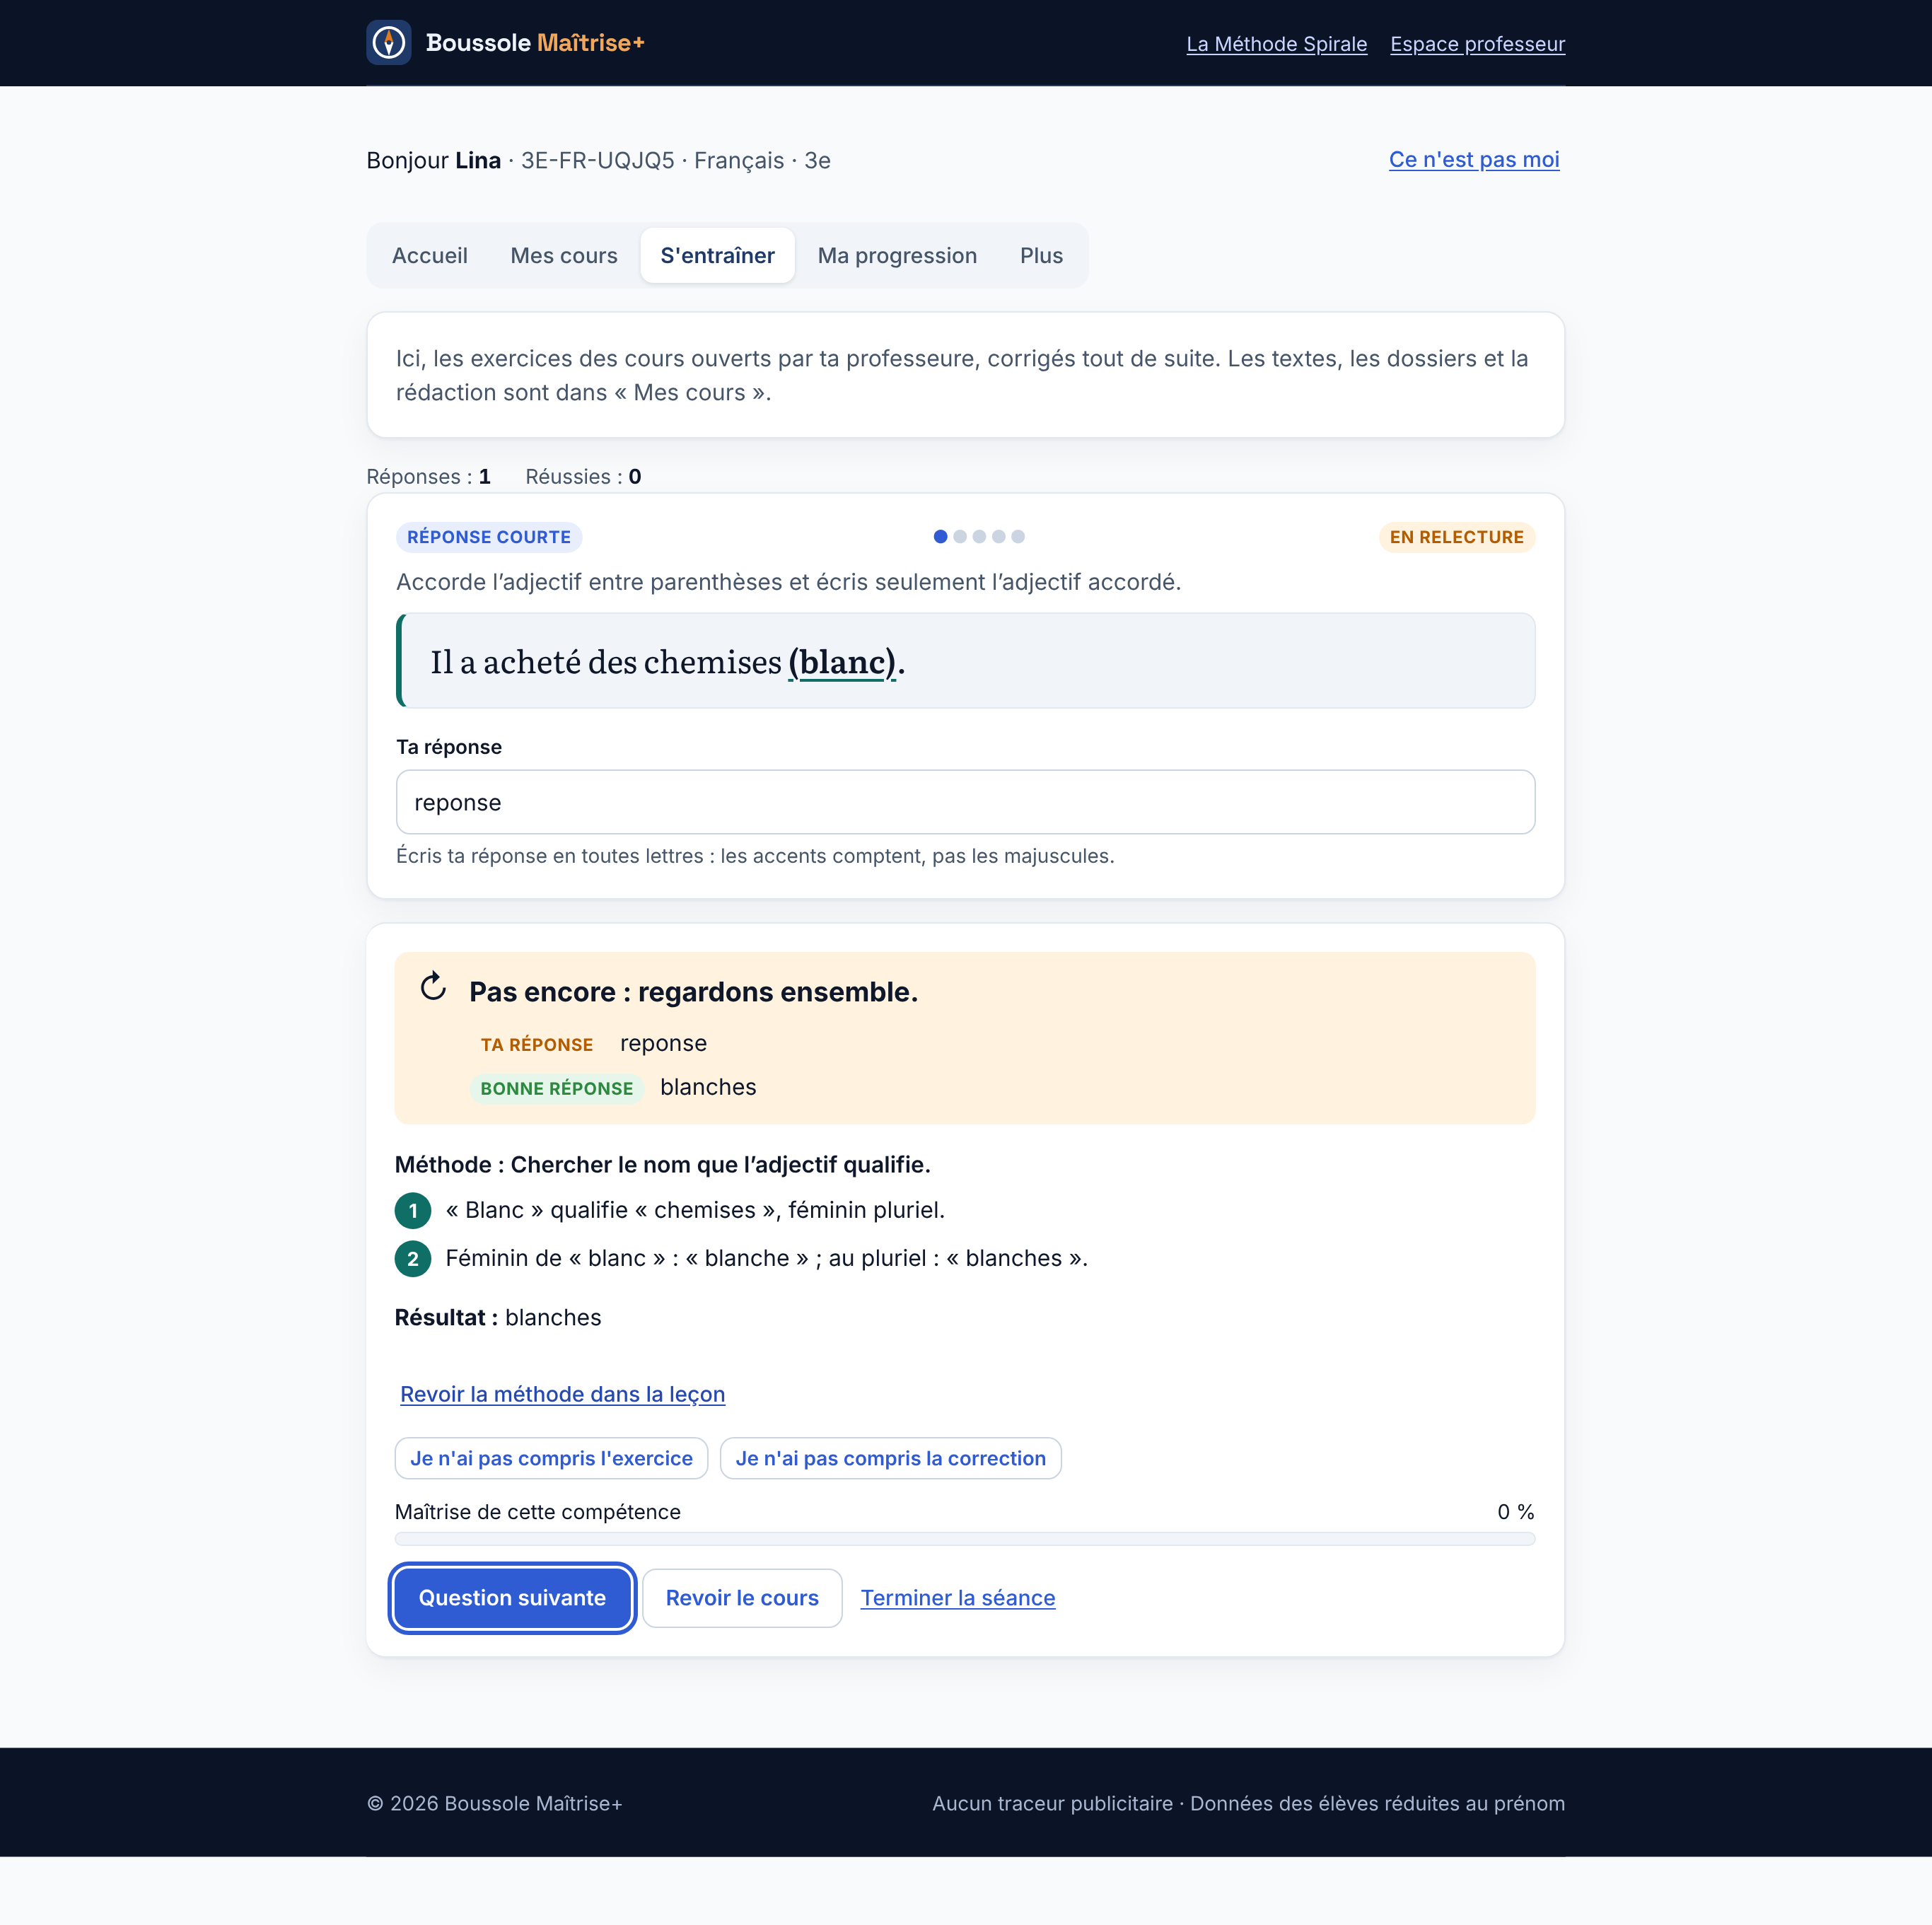 Boussole Maîtrise+
La Méthode Spirale Espace professeur
Bonjour Lina · 3E-FR-UQJQ5 · Français · 3e
Ce n'est pas moi
Accueil Mes cours S'entraîner Ma progression Plus
Ici, les exercices des cours ouverts par ta professeure, corrigés tout de suite. Les textes, les dossiers et la
rédaction sont dans « Mes cours ».
Réponses : 1 Réussies : 0
RÉPONSE COURTE EN RELECTURE
Accorde l’adjectif entre parenthèses et écris seulement l’adjectif accordé.
Il a acheté des chemises (blanc).
Ta réponse
reponse
Écris ta réponse en toutes lettres : les accents comptent, pas les majuscules.
Pas encore : regardons ensemble.
TA RÉPONSE reponse
BONNE RÉPONSE blanches
Méthode : Chercher le nom que l’adjectif qualifie.
1 « Blanc » qualifie « chemises », féminin pluriel.
2 Féminin de « blanc » : « blanche » ; au pluriel : « blanches ».
Résultat : blanches
Revoir la méthode dans la leçon
Je n'ai pas compris l'exercice Je n'ai pas compris la correction
Maîtrise de cette compétence 0 %
Question suivante Revoir le cours Terminer la séance
© 2026 Boussole Maîtrise+ Aucun traceur publicitaire · Données des élèves réduites au prénom